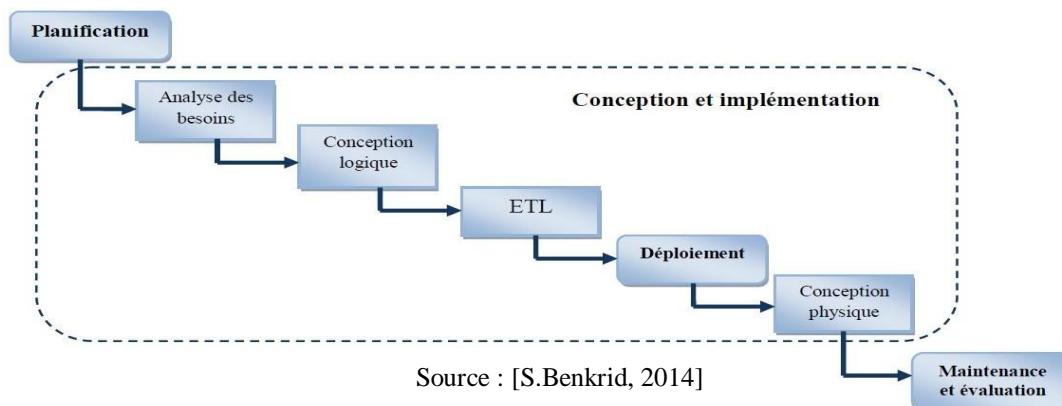 Planification
Analyse des
besoins
Conception et implémentation
Conception
logique
ETL
Déploiement
Conception
physique
Maintenance
et évaluation
Source : [S.Benkrid, 2014]